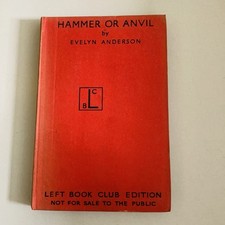 HAMMER OR ANVIL
by
EVELYN ANDERSON
L C B
LEFT BOOK CLUB EDITION
NOT FOR SALE TO THE PUBLIC